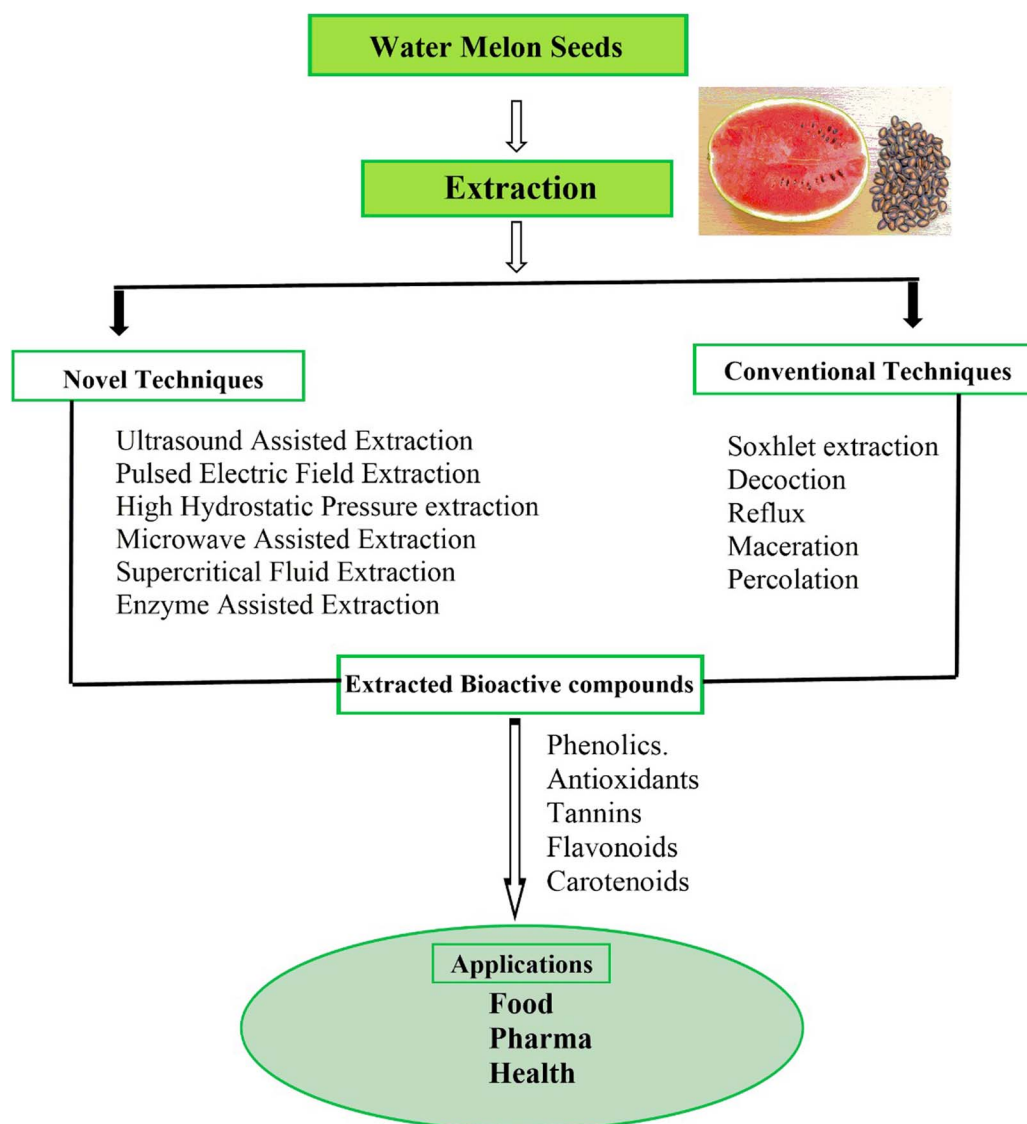 Water Melon Seeds
Extraction
Novel Techniques
Ultrasound Assisted Extraction
Pulsed Electric Field Extraction
High Hydrostatic Pressure extraction
Microwave Assisted Extraction
Supercritical Fluid Extraction
Enzyme Assisted Extraction
Conventional Techniques
Soxhlet extraction
Decoction
Reflux
Maceration
Percolation
Extracted Bioactive compounds
Phenolics.
Antioxidants
Tannins
Flavonoids
Carotenoids
Applications
Food
Pharma
Health